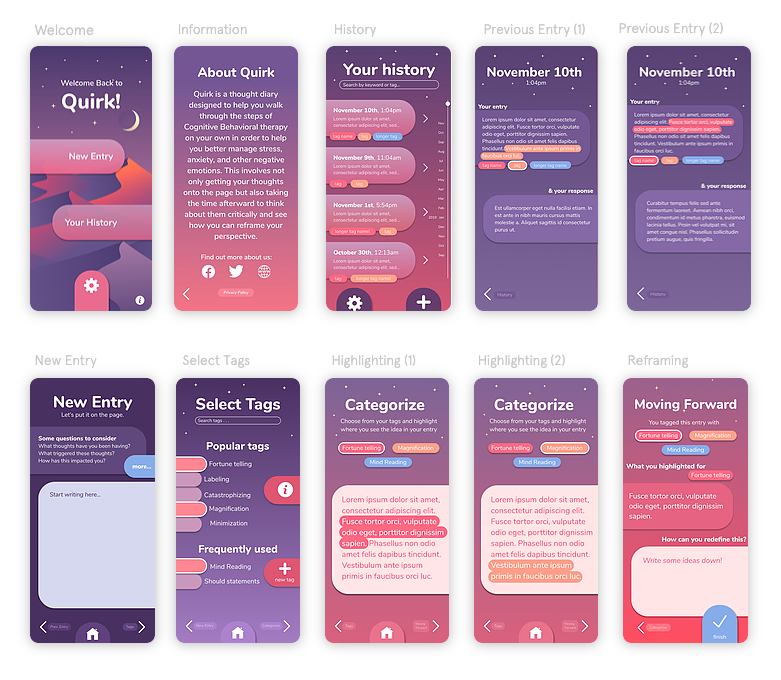 Welcome
Welcome Back to
Quirk!
New Entry
Your History
Information
About Quirk
Quirk is a thought diary
designed to help you walk
through the steps of
Cognitive Behavioral therapy
on your own in order to help
you better manage stress,
anxiety, and other negative
emotions. This involves not
only getting your thoughts
onto the page but also taking
the time afterward to think
about them critically and see
how you can reframe your
perspective.
Find out more about us:
Privacy Policy
History
Your history
Search by keyword or tag...
November 10th, 1:04pm
Lorem ipsum dolor sit amet,
consectetur adipiscing elit, sed...
tag name
tag
longer tag
November 9th, 11:04am
Lorem ipsum dolor sit amet,
consectetur adipiscing elit, sed...
tag
tag
November 1st, 5:54pm
Lorem ipsum dolor sit amet,
consectetur adipiscing elit, sed...
longer tag name!
tag
October 30th, 12:13am
Lorem ipsum dolor sit amet,
consectetur adipiscing elit, sed...
tag
longer tag name!
Previous Entry (1)
November 10th
1:04pm
Your entry
Lorem ipsum dolor sit amet,
consectetur adipiscing elit. Fusce
tortor orci, vulputate odio eget,
porttitor dignissim sapien.
Phasellus non odio amet felis dapibus
tincidunt. Vestibulum ante ipsum primis in
faucibus orci luc.
tag name
tag
longer tag name
& your response
Est ullamcorper eget nulla facilisi etiam. In
est ante in nibh mauris cursus mattis
molestie a. Aliquet sagittis id consectetur
purus ut.
History
Previous Entry (2)
November 10th
1:04pm
Your entry
Lorem ipsum dolor sit amet, consectetur
adipiscing elit. Fusce tortor orci, vulputate
odio eget, porttitor dignissim sapien.
Phasellus non odio amet felis dapibus
tincidunt. Vestibulum ante ipsum primis in
faucibus orci luc.
tag name
tag
longer tag name
& your response
Curabitur tempus felis sed ante
fermentum laoreet. Aenean nibh orci,
condimentum id metus pharetra, euismod
lacinia tellus. Proin vel volutpat mi, sit
amet congue nisl. Phasellus sollicitudin
pretium augue, quis fringilla.
History
New Entry
New Entry
Let's put it on the page.
Some questions to consider
What thoughts have you been having?
What triggered these thoughts?
How has this impacted you?
more...
Start writing here...
Prev. Entry
Tags
Select Tags
Select Tags
Search tags . . .
Popular tags
Fortune telling
Labeling
Catastrophizing
Magnification
Minimization
Frequently used
Mind Reading
Should statements
new tag
New Entry
Categories
Highlighting (1)
Categorize
Choose from your tags and highlight
where you see the idea in your entry
Fortune telling
Magnification
Mind Reading
Lorem ipsum dolor sit amet,
consectetur adipiscing elit.
Fusce tortor orci, vulputate
odio eget, porttitor dignissim
sapien. Phasellus non odio
amet felis dapibus tincidunt.
Vestibulum ante ipsum
primis in faucibus orci luc.
Tags
Highlighting (2)
Categorize
Choose from your tags and highlight
where you see the idea in your entry
Fortune telling
Magnification
Mind Reading
Lorem ipsum dolor sit amet,
consectetur adipiscing elit.
Fusce tortor orci, vulputate
odio eget, porttitor dignissim
sapien. Phasellus non odio
amet felis dapibus tincidunt.
Vestibulum ante ipsum
primis in faucibus orci luc.
Tags
Reframing
Moving Forward
You tagged this entry with
Fortune telling
Magnification
Mind Reading
What you highlighted for
Fortune telling
Fusce tortor orci, vulputate
odio eget, porttitor dignissim
sapien.
How can you redefine this?
Write some ideas down!
Categorize
finish